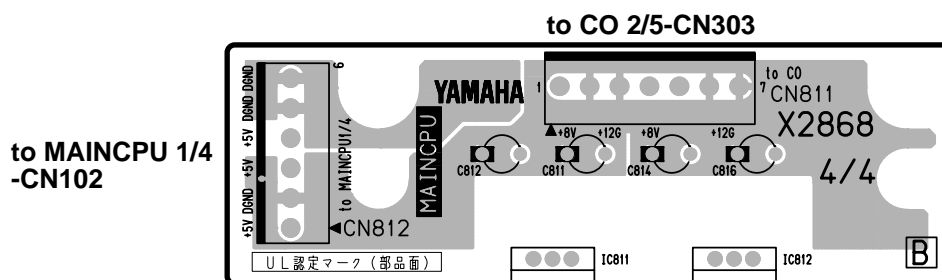 to CO 2/5-CN303
to MAINCPU 1/4
-CN102
DGND
DGND
+5V
+5V
DGND
+5V
6
to MAINCPU1/4
CN812
YAMAHA
MAINCPU
1
7
to CO
CN811
X2868
4/4
+8V
+12G
+8V
+12G
C812
C811
C814
C816
UL認定マーク(部品面)
IC811
IC812
B